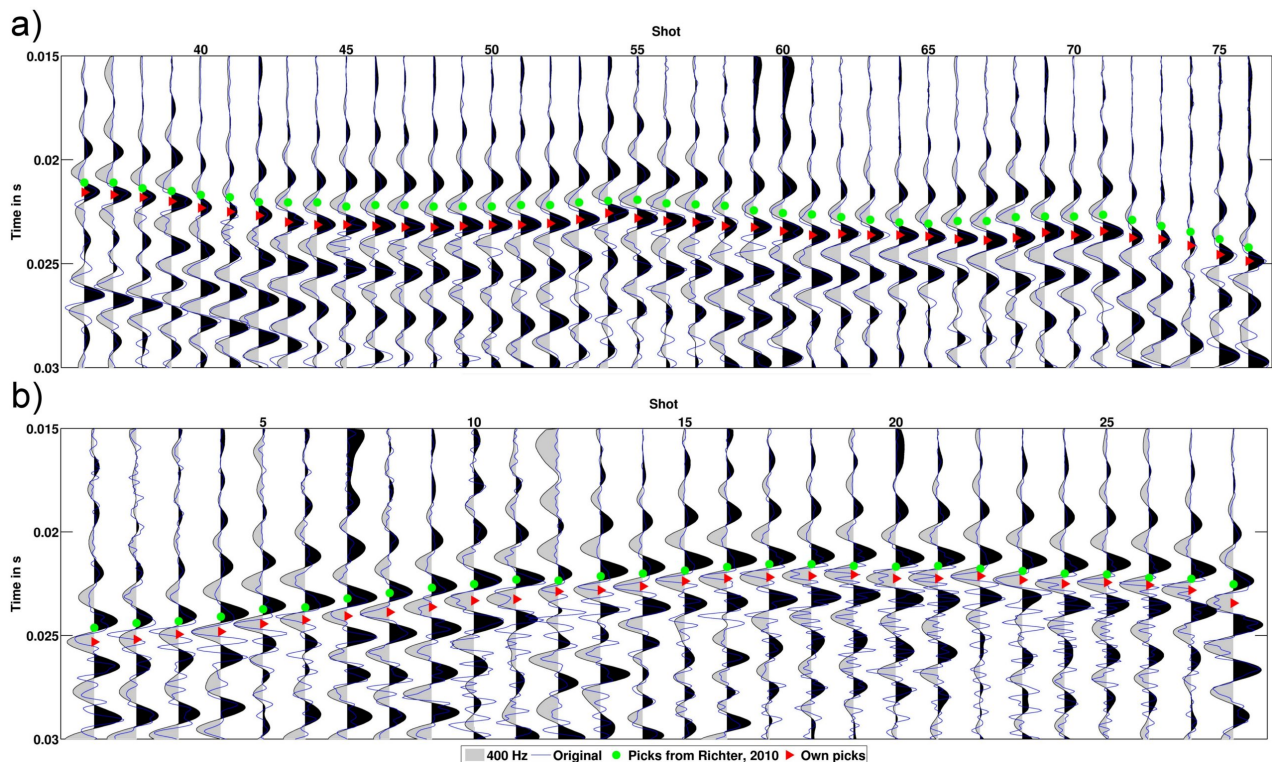 a)
Shot
40 45 50 55 60 65 70 75
0.015
0.02
0.025
0.03
Time in s
b)
Shot
5 10 15 20 25
0.015
0.02
0.025
0.03
Time in s
400 Hz Original Picks from Richter, 2010 Own picks